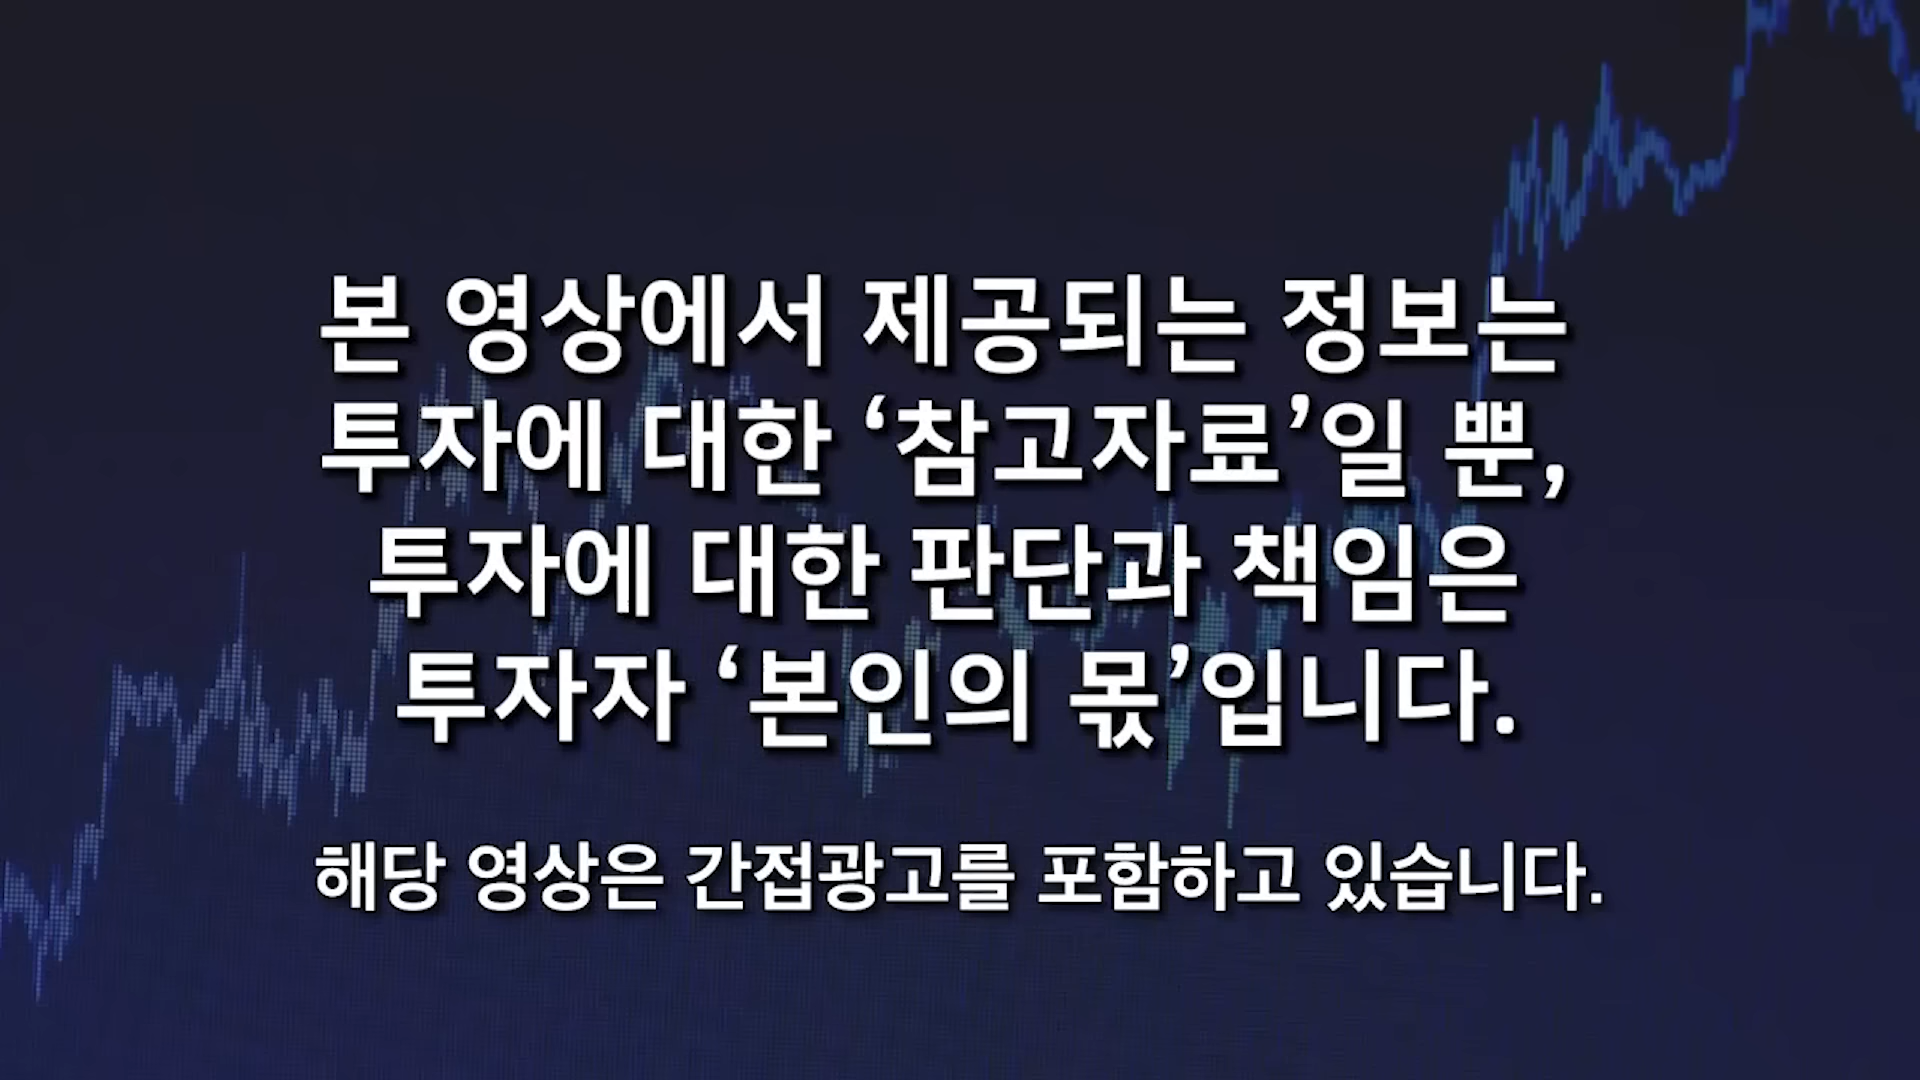 본 영상에서 제공되는 정보는
투자에 대한 ‘참고자료’일 뿐,
투자에 대한 판단과 책임은
투자자 ‘본인의 몫’입니다.
해당 영상은 간접광고를 포함하고 있습니다.